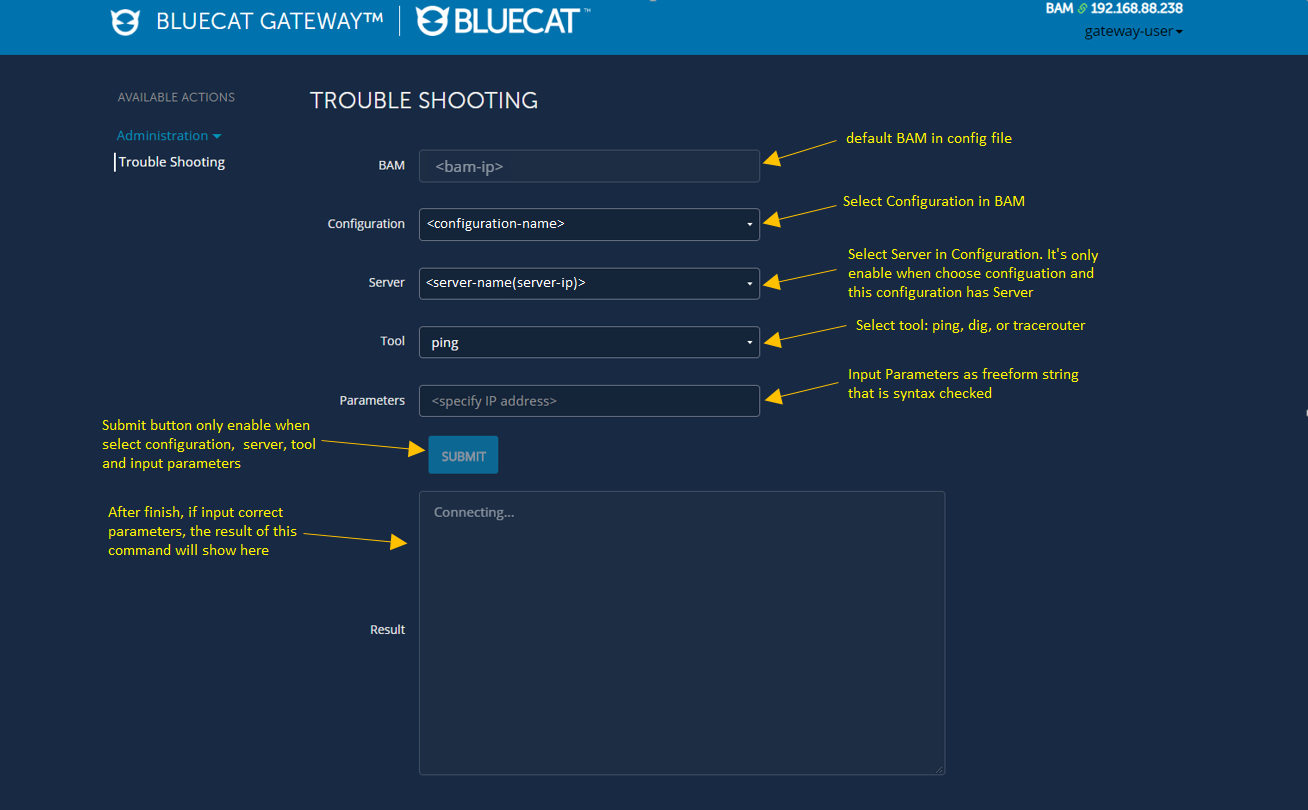 BLUECAT GATEWAY™
BLUECAT™
BAM 192.168.88.238
gateway-user
AVAILABLE ACTIONS
Administration
Trouble Shooting
TROUBLE SHOOTING
BAM
<bam-ip>
default BAM in config file
Configuration
<configuration-name>
Select Configuration in BAM
Server
<server-name(server-ip)>
Select Server in Configuration. It's only
enable when choose configuation and
this configuration has Server
Tool
ping
Select tool: ping, dig, or tracerouter
Parameters
<specify IP address>
Input Parameters as freeform string
that is syntax checked
Submit button only enable when
select configuration, server, tool
and input parameters
SUBMIT
After finish, if input correct
parameters, the result of this
command will show here
Connecting...
Result